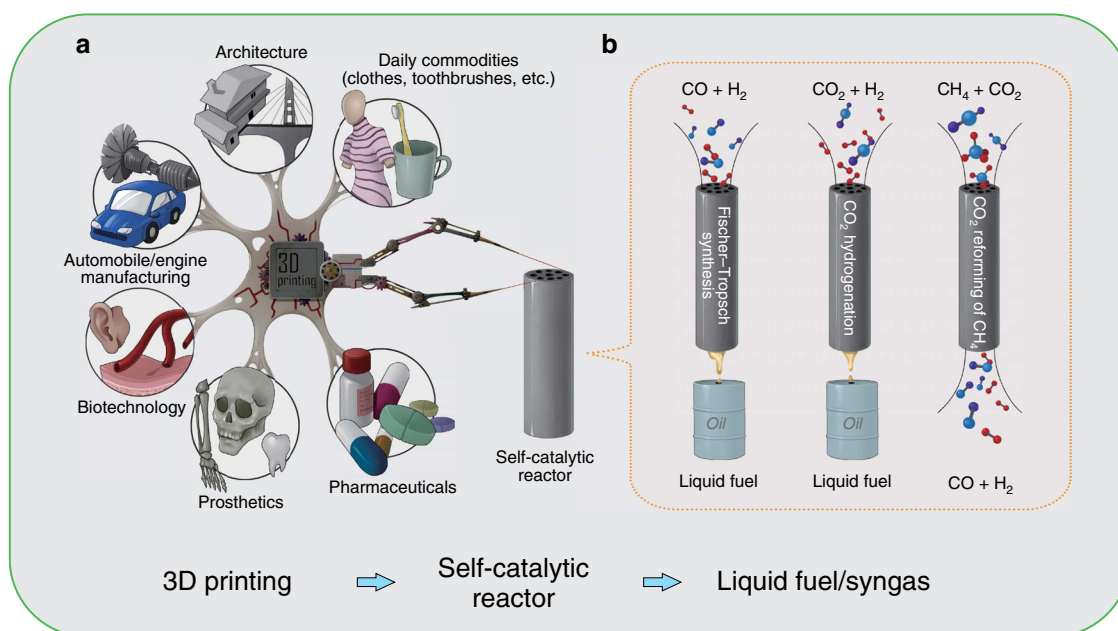 a
Architecture
Daily commodities
(clothes, toothbrushes, etc.)
Automobile/engine
manufacturing
3D
printing
Biotechnology
Prosthetics
Pharmaceuticals
Self-catalytic
reactor
b
CO + H₂
CO₂ + H₂
CH₄ + CO₂
Fischer–Tropsch
synthesis
CO₂ hydrogenation
CO₂ reforming of CH₄
Oil
Oil
Liquid fuel
Liquid fuel
CO + H₂
3D printing
Self-catalytic
reactor
Liquid fuel/syngas